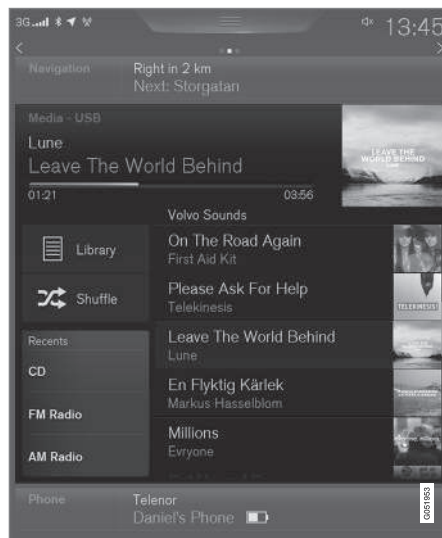 3G 13:45
Navigation
Right in 2 km
Next: Storgatan
Media - USB
Lune
Leave The World Behind
01:21 03:56
LEAVE THE
WORLD BEHIND
Volvo Sounds
Library
Shuffle
On The Road Again
First Aid Kit
Please Ask For Help
Telekinesis
TELEKINESIS!
Leave The World Behind
Lune
En Flyktig Kärlek
Markus Hasselblom
Millions
Evryone
Recents
CD
FM Radio
AM Radio
Phone
Telenor
Daniel's Phone
G051953